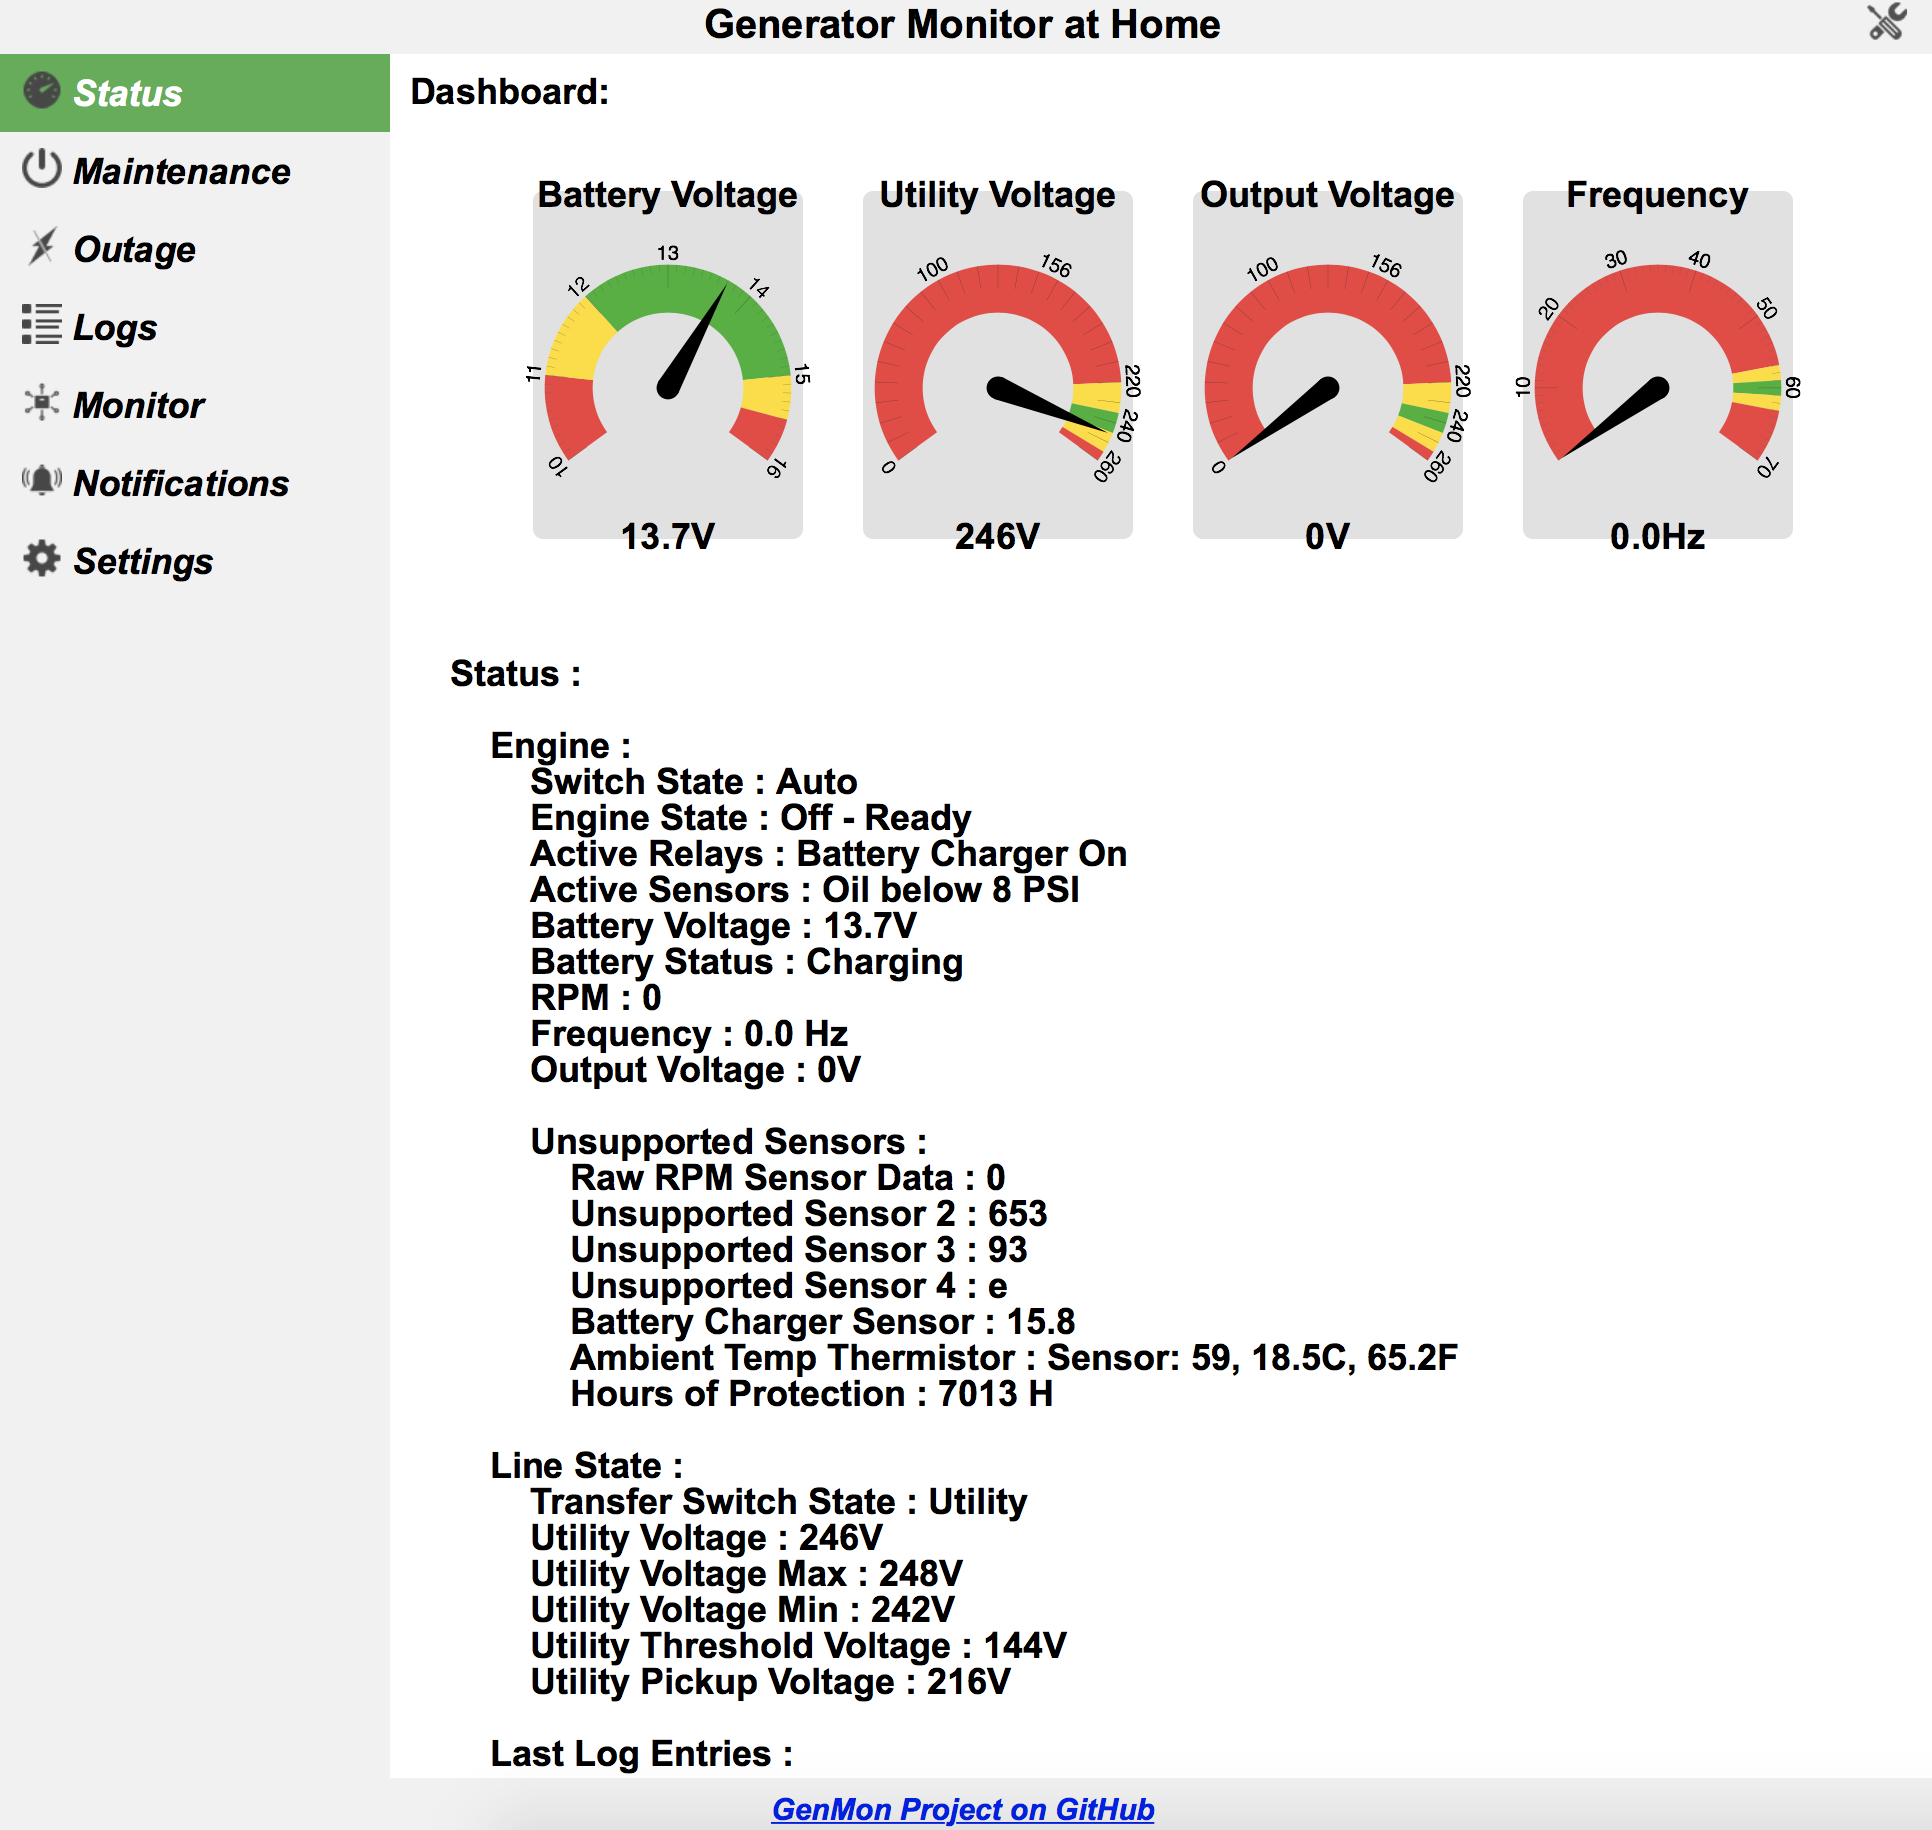 Generator Monitor at Home
Status
Maintenance
Outage
Logs
Monitor
Notifications
Settings
Dashboard:
Battery Voltage
10
11
12
13
14
15
16
13.7V
Utility Voltage
0
100
156
220
240
260
246V
Output Voltage
0
100
156
220
240
260
0V
Frequency
10
20
30
40
50
60
70
0.0Hz
Status :
Engine :
Switch State : Auto
Engine State : Off - Ready
Active Relays : Battery Charger On
Active Sensors : Oil below 8 PSI
Battery Voltage : 13.7V
Battery Status : Charging
RPM : 0
Frequency : 0.0 Hz
Output Voltage : 0V
Unsupported Sensors :
Raw RPM Sensor Data : 0
Unsupported Sensor 2 : 653
Unsupported Sensor 3 : 93
Unsupported Sensor 4 : e
Battery Charger Sensor : 15.8
Ambient Temp Thermistor : Sensor: 59, 18.5C, 65.2F
Hours of Protection : 7013 H
Line State :
Transfer Switch State : Utility
Utility Voltage : 246V
Utility Voltage Max : 248V
Utility Voltage Min : 242V
Utility Threshold Voltage : 144V
Utility Pickup Voltage : 216V
Last Log Entries :
GenMon Project on GitHub